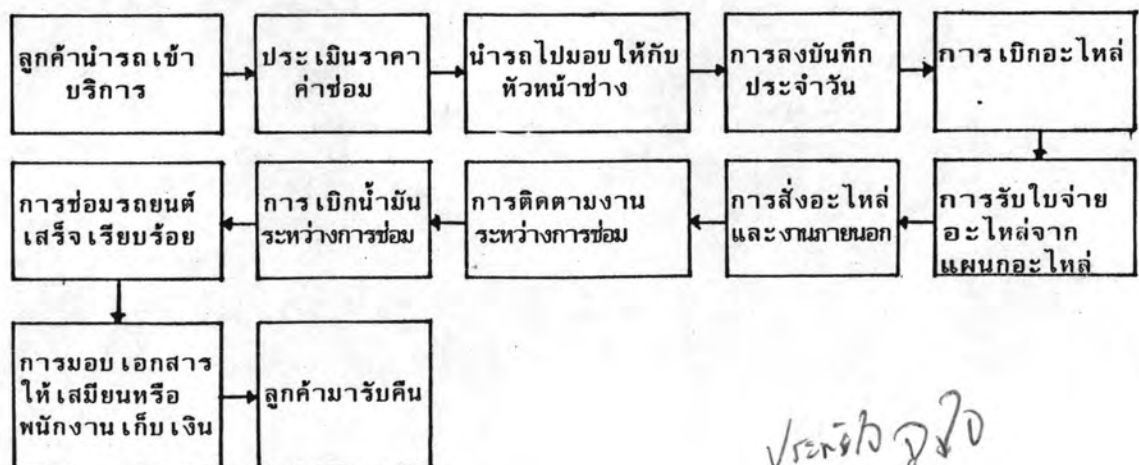 ลูกค้านำรถเข้า
บริการ
ประเมินราคา
ค่าซ่อม
นำรถไปมอบให้กับ
หัวหน้าช่าง
การลงบันทึก
ประจำวัน
การเบิกอะไหล่
การรับใบจ่าย
อะไหล่จาก
แผนกอะไหล่
การสั่งอะไหล่
และงานภายนอก
การติดตามงาน
ระหว่างการซ่อม
การเบิกน้ำมัน
ระหว่างการซ่อม
การซ่อมรถยนต์
เสร็จเรียบร้อย
การมอบเอกสาร
ให้เสมียนหรือ
พนักงานเก็บเงิน
ลูกค้ามารับคืน